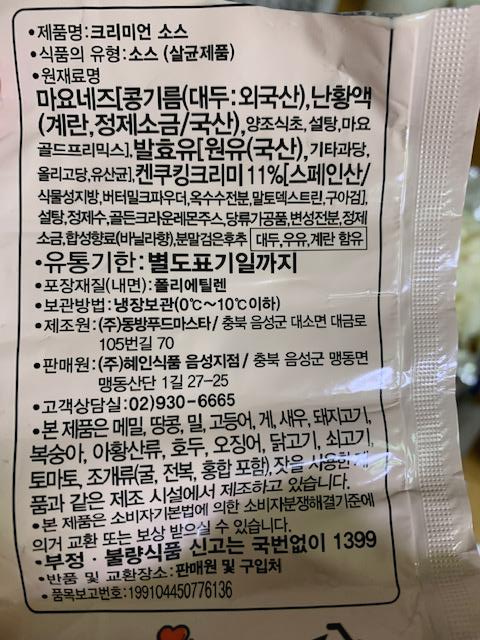 •제품명:크리미언 소스
•식품의 유형:소스 (살균제품)
•원재료명
마요네즈[콩기름(대두:외국산),난황액
(계란,정제소금/국산),양조식초,설탕,마요
골드프리믹스],발효유[원유(국산),기타과당,
올리고당,유산균],켄쿠킹크리미11%[스페인산/
식물성지방,버터밀크파우더,옥수수전분,말토덱스트린,구아검],
설탕,정제수,골든크라운레몬주스,당류가공품,변성전분,정제
소금,합성향료(바닐라향),분말검은후추 대두,우유,계란 함유
•유통기한:별도표기일까지
•포장재질(내면):폴리에틸렌
•보관방법:냉장보관(0℃~10℃이하)
•제조원:(주)동방푸드마스타/ 충북 음성군 대소면 대금로
105번길 70
•판매원:(주)헤인식품 음성지점/ 충북 음성군 맹동면
맹동산단 1길 27-25
•고객상담실:02)930-6665
•본 제품은 메밀, 땅콩, 밀, 고등어, 게, 새우, 돼지고기,
복숭아, 아황산류, 호두, 오징어, 닭고기, 쇠고기,
토마토, 조개류(굴, 전복, 홍합 포함), 잣을 사용한 제
품과 같은 제조 시설에서 제조하고 있습니다.
•본 제품은 소비자기본법에 의한 소비자분쟁해결기준에
의거 교환 또는 보상 받으실 수 있습니다.
•부정·불량식품 신고는 국번없이 1399
•반품 및 교환장소:판매원 및 구입처
•품목보고번호:199104450776136